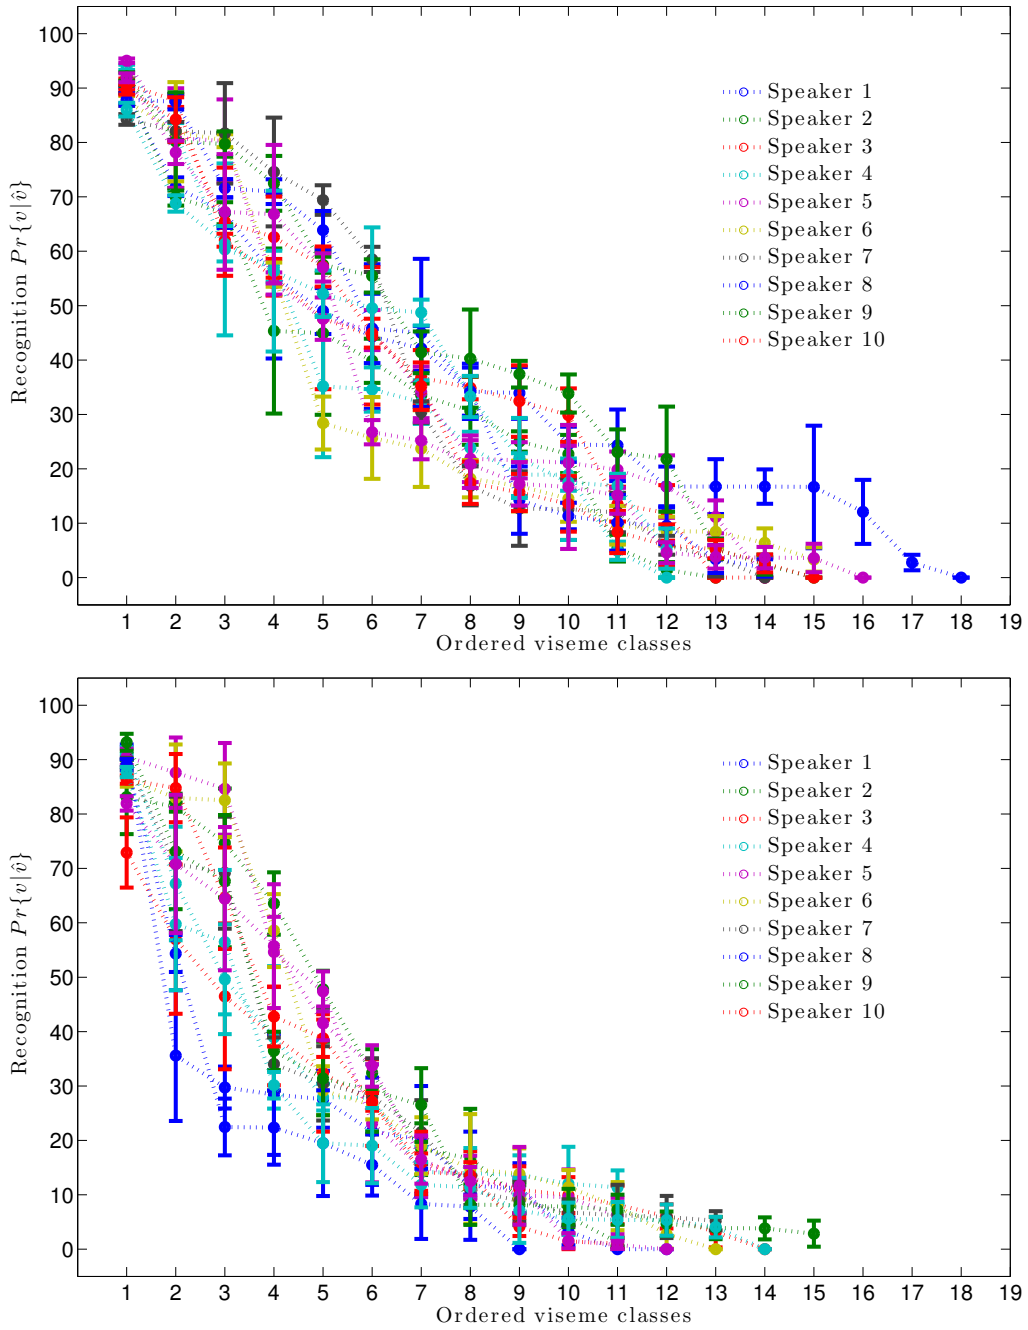 100
90
80
70
60
50
40
30
20
10
0
Recognition Pr{v|v̂}
Speaker 1
Speaker 2
Speaker 3
Speaker 4
Speaker 5
Speaker 6
Speaker 7
Speaker 8
Speaker 9
Speaker 10
1 2 3 4 5 6 7 8 9 10 11 12 13 14 15 16 17 18 19
Ordered viseme classes
100
90
80
70
60
50
40
30
20
10
0
Recognition Pr{v|v̂}
Speaker 1
Speaker 2
Speaker 3
Speaker 4
Speaker 5
Speaker 6
Speaker 7
Speaker 8
Speaker 9
Speaker 10
1 2 3 4 5 6 7 8 9 10 11 12 13 14 15 16 17 18 19
Ordered viseme classes